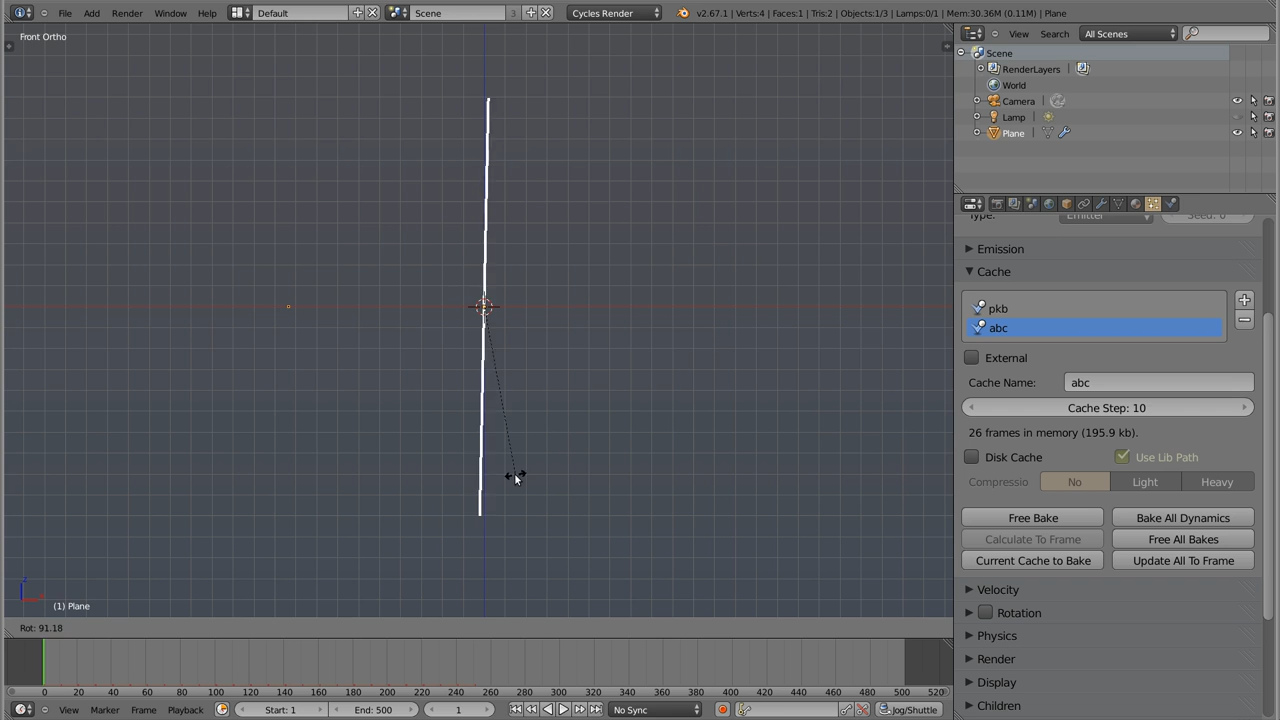 File Add Render Window Help Default Scene 3 Cycles Render v2.67.1 | Verts:4 | Faces:1 | Tris:2 | Objects:1/3 | Lamps:0/1 | Mem:30.36M (0.11M) | Plane
Front Ortho
View Search All Scenes
Scene
RenderLayers
World
Camera
Lamp
Plane
Type: Emitter Seed: 0
Emission
Cache
pkb
abc
External
Cache Name: abc
Cache Step: 10
26 frames in memory (195.9 kb).
Disk Cache Use Lib Path
Compressio No Light Heavy
Free Bake Bake All Dynamics
Calculate To Frame Free All Bakes
Current Cache to Bake Update All To Frame
Velocity
Rotation
Physics
Render
Display
Children
z
(1) Plane
Rot: 91.18
0 20 40 60 80 100 120 140 160 180 200 220 240 260 280 300 320 340 360 380 400 420 440 460 480 500 520
View Marker Frame Playback Start: 1 End: 500 1 No Sync Jog/Shuttle